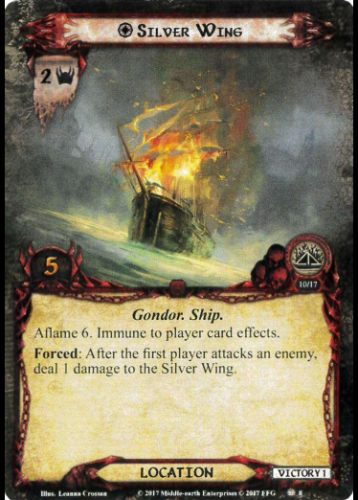 SILVER WING
2
5
10/17
Gondor. Ship.
Aflame 6. Immune to player card effects.
Forced: After the first player attacks an enemy,
deal 1 damage to the Silver Wing.
VICTORY 1
LOCATION
Illus. Leanna Crossan © 2017 Middle-earth Enterprises © 2017 FFG 8